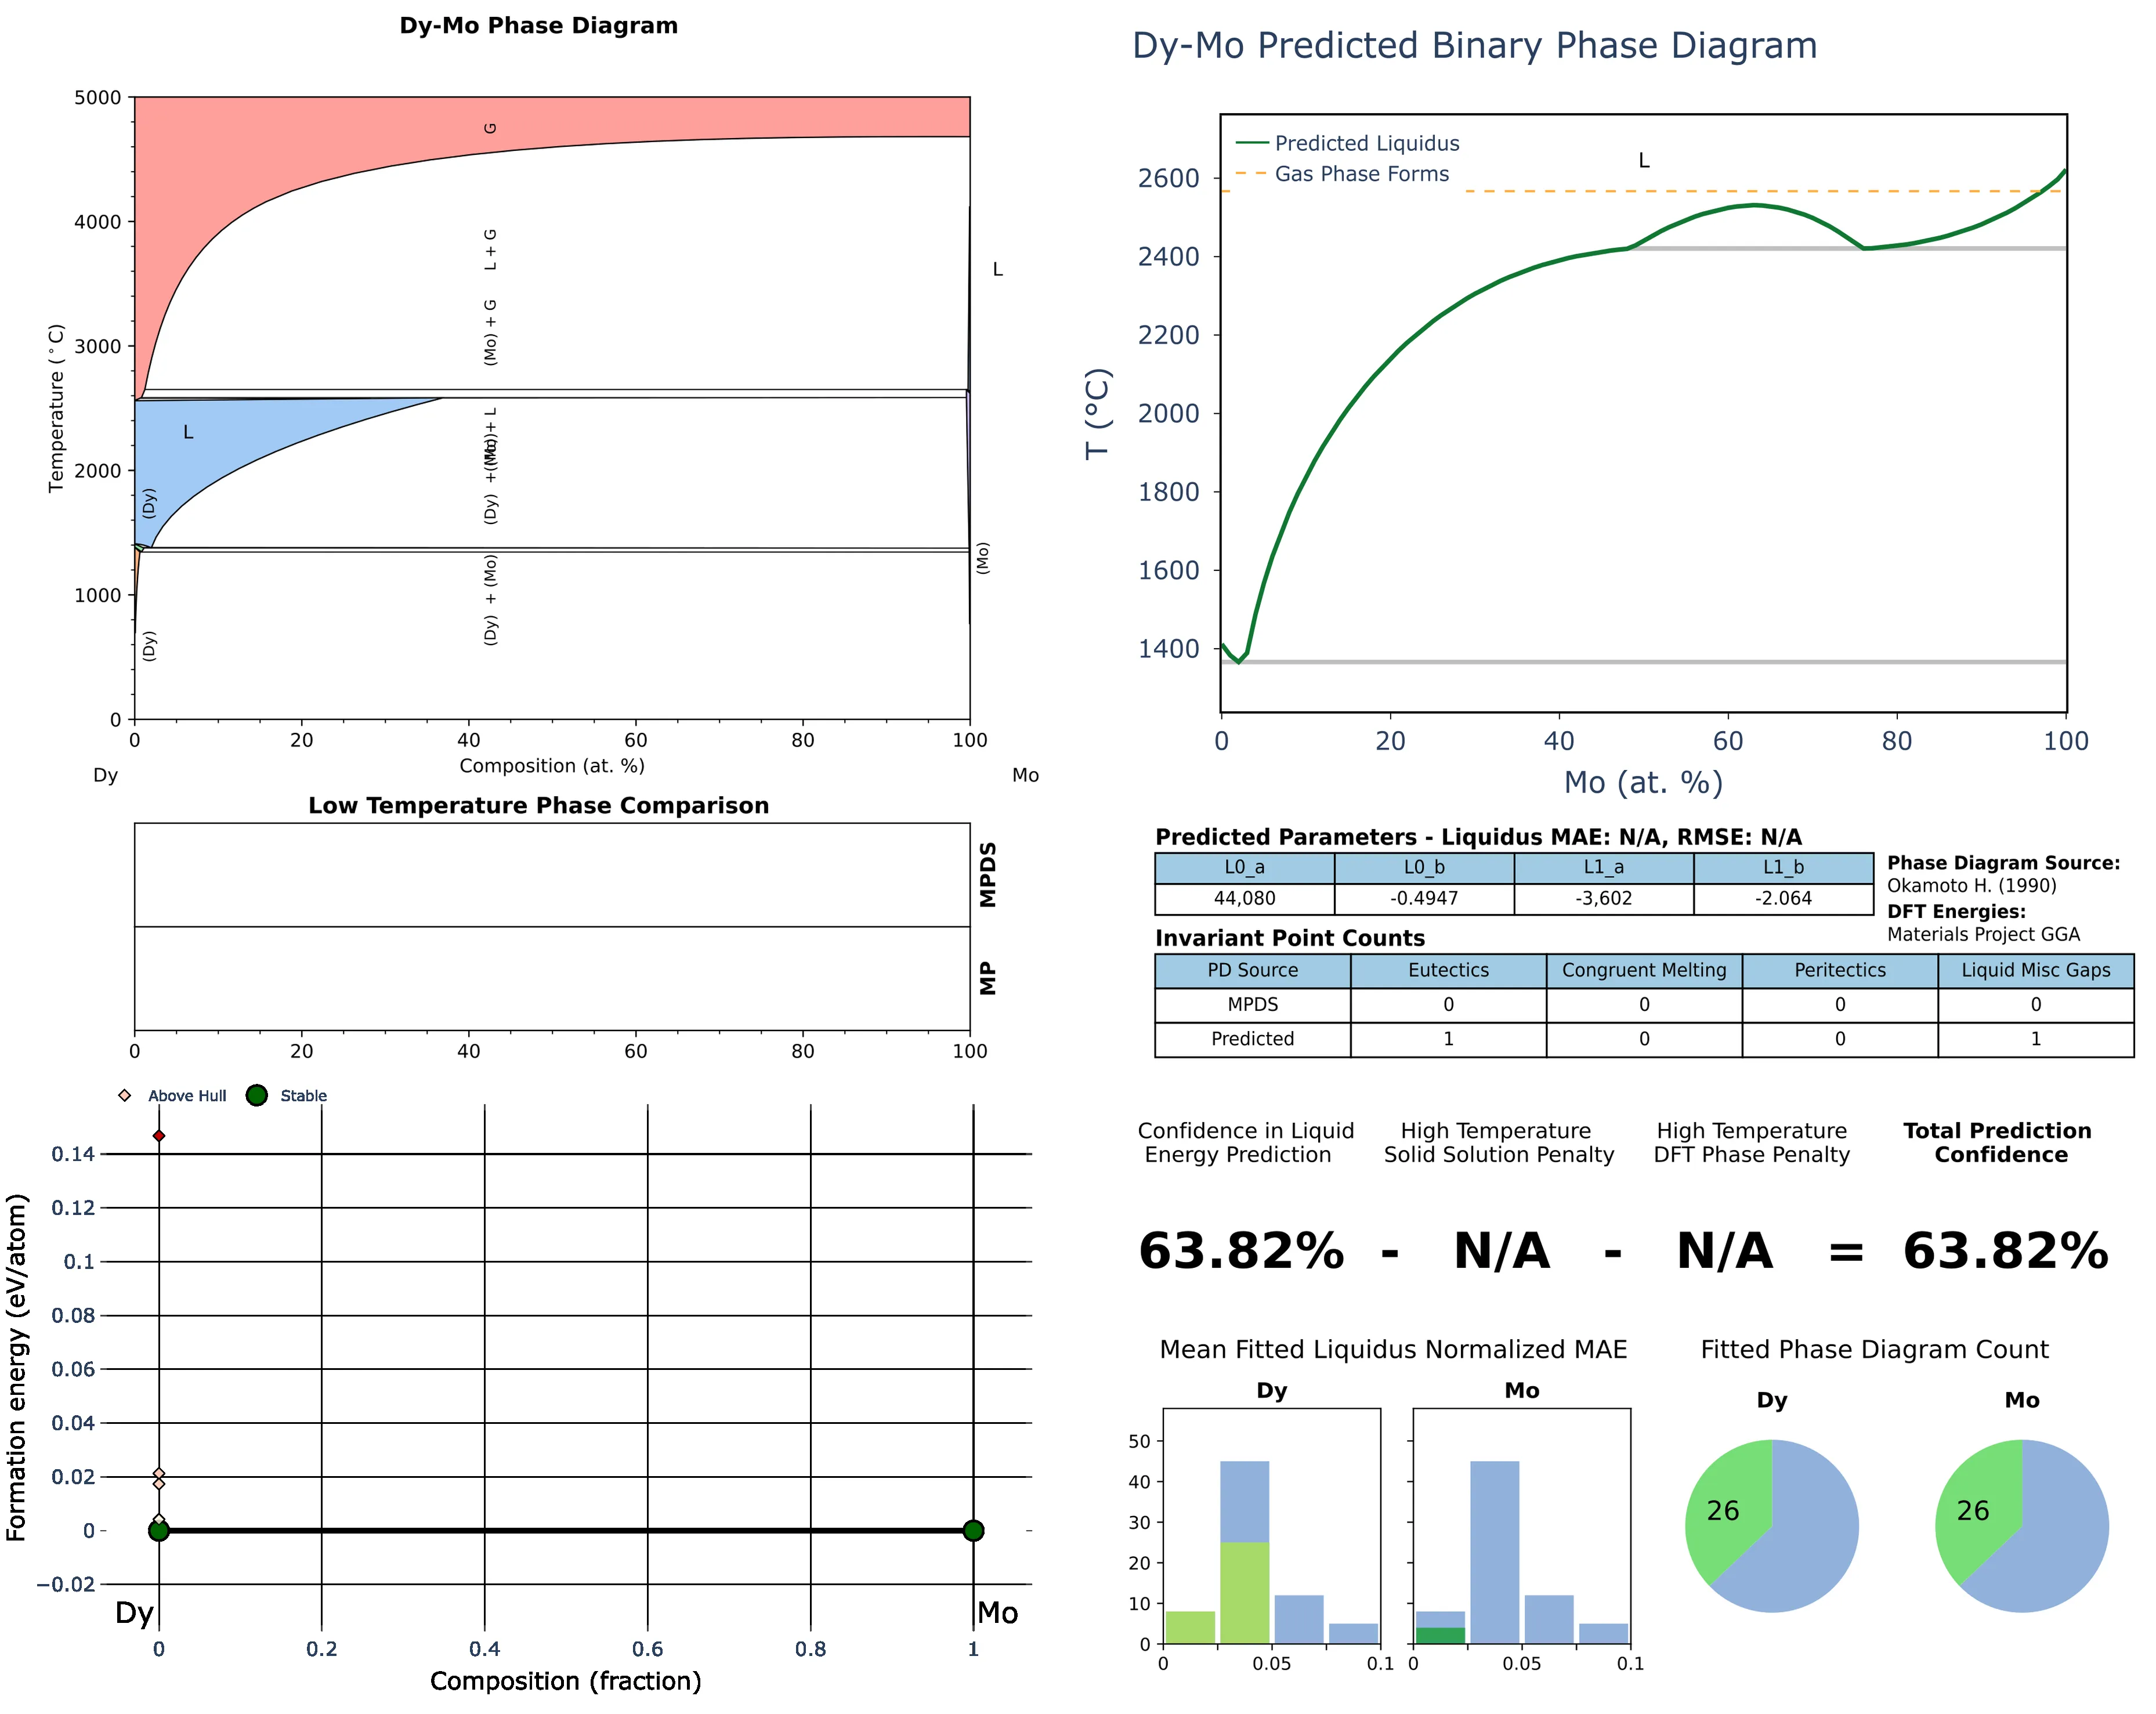 Dy-Mo Phase Diagram
5000
4000
3000
2000
1000
0
Temperature (°C)
G
L + G
(Mo) + G
L
L
(Dy) + (Mo)
(Dy)
(Dy) + (Mo)
(Dy)
(Mo)
0 20 40 60 80 100
Composition (at. %)
Dy Mo
Dy-Mo Predicted Binary Phase Diagram
Predicted Liquidus
Gas Phase Forms
L
2600
2400
2200
2000
1800
1600
1400
T (°C)
0 20 40 60 80 100
Mo (at. %)
Low Temperature Phase Comparison
MPDS
MP
0 20 40 60 80 100
Predicted Parameters - Liquidus MAE: N/A, RMSE: N/A
L0_a L0_b L1_a L1_b
44,080 -0.4947 -3,602 -2.064
Phase Diagram Source:
Okamoto H. (1990)
DFT Energies:
Materials Project GGA
Invariant Point Counts
PD Source Eutectics Congruent Melting Peritectics Liquid Misc Gaps
MPDS 0 0 0 0
Predicted 1 0 0 1
Above Hull Stable
0.14
0.12
0.1
0.08
0.06
0.04
0.02
0
−0.02
Formation energy (eV/atom)
Dy Mo
0 0.2 0.4 0.6 0.8 1
Composition (fraction)
Confidence in Liquid
Energy Prediction
High Temperature
Solid Solution Penalty
High Temperature
DFT Phase Penalty
Total Prediction
Confidence
63.82% - N/A - N/A = 63.82%
Mean Fitted Liquidus Normalized MAE
Dy Mo
50
40
30
20
10
0
0 0.05 0.1 0 0.05 0.1
Fitted Phase Diagram Count
Dy Mo
26 26